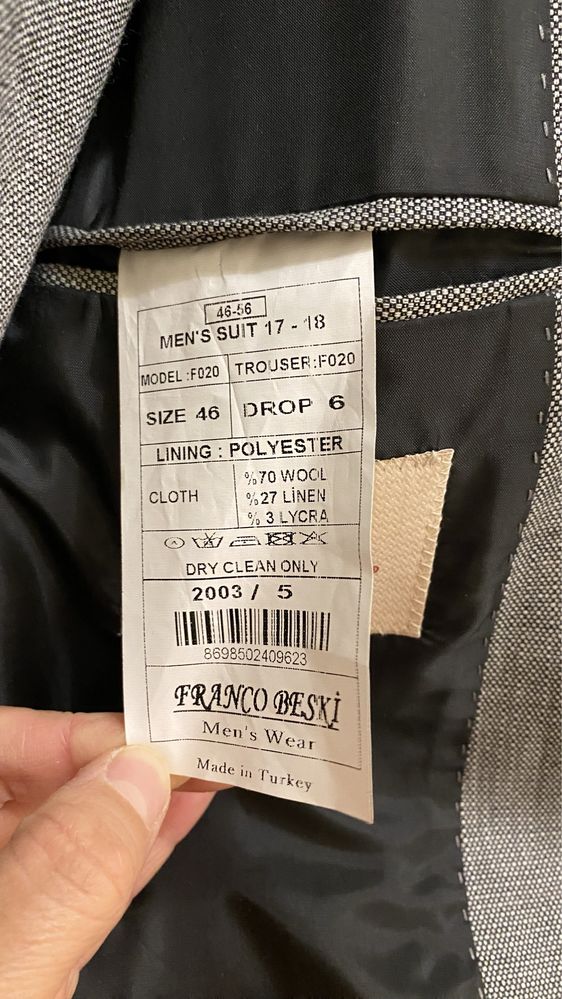 46-56
MEN'S SUIT 17 - 18
MODEL :F020 TROUSER:F020
SIZE 46 DROP 6
LINING : POLYESTER
CLOTH
%70 WOOL
%27 LİNEN
% 3 LYCRA
DRY CLEAN ONLY
2003 / 5
8698502409623
FRANCO BESKİ
Men's Wear
Made in Turkey